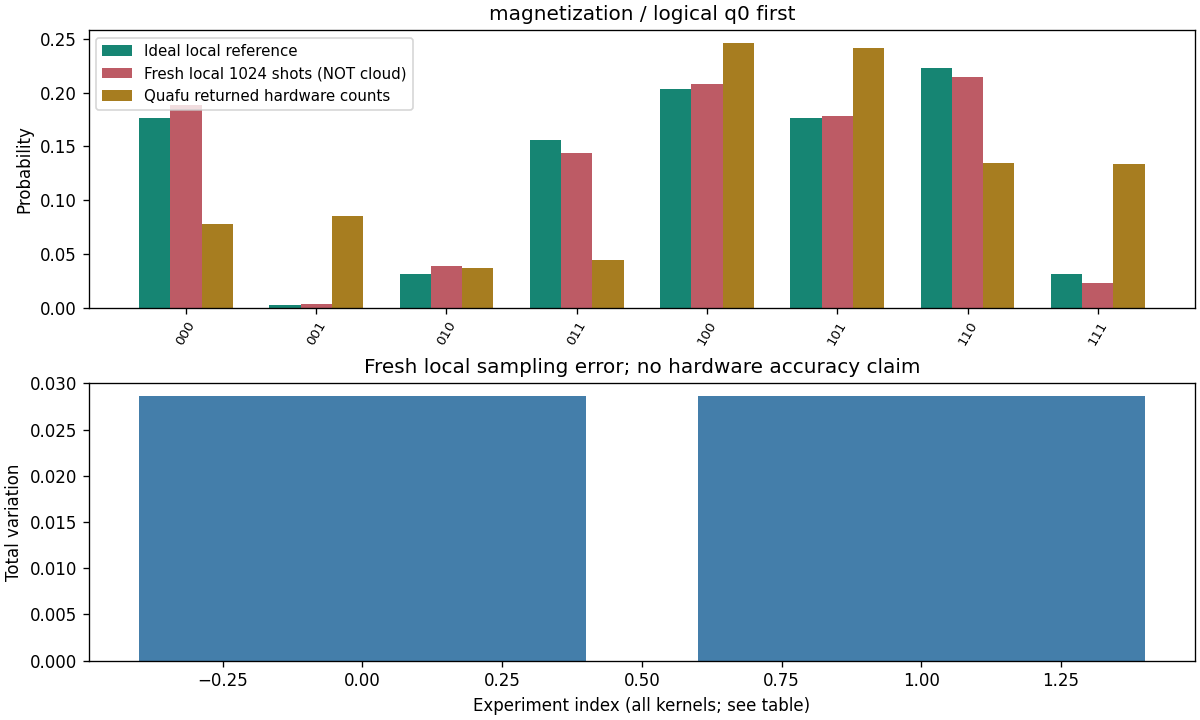 magnetization / logical q0 first
Probability
0.25
0.20
0.15
0.10
0.05
0.00
Ideal local reference
Fresh local 1024 shots (NOT cloud)
Quafu returned hardware counts
000 001 010 011 100 101 110 111
Fresh local sampling error; no hardware accuracy claim
Total variation
0.030
0.025
0.020
0.015
0.010
0.005
0.000
−0.25 0.00 0.25 0.50 0.75 1.00 1.25
Experiment index (all kernels; see table)